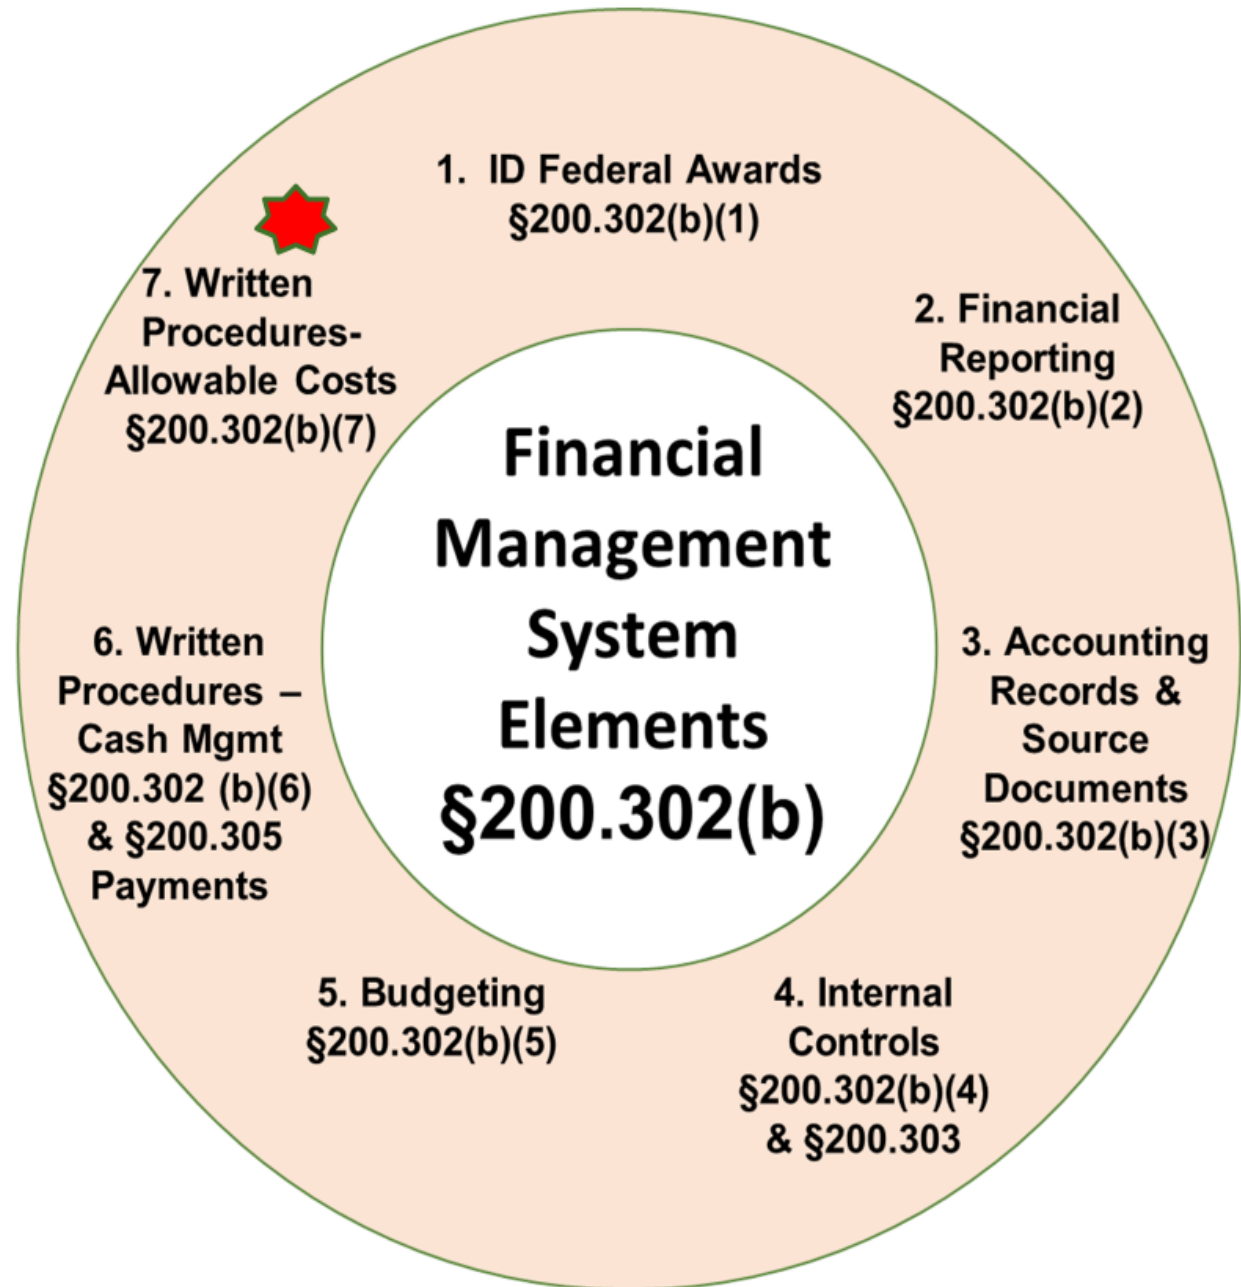 1. ID Federal Awards
§200.302(b)(1)
2. Financial
Reporting
§200.302(b)(2)
3. Accounting
Records &
Source
Documents
§200.302(b)(3)
4. Internal
Controls
§200.302(b)(4)
& §200.303
5. Budgeting
§200.302(b)(5)
6. Written
Procedures –
Cash Mgmt
§200.302 (b)(6)
& §200.305
Payments
7. Written
Procedures-
Allowable Costs
§200.302(b)(7)
Financial
Management
System
Elements
§200.302(b)